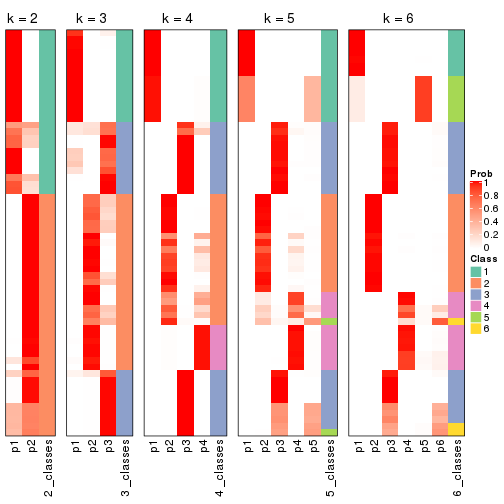 k = 2
k = 3
k = 4
k = 5
k = 6
Prob
1
0.8
0.6
0.4
0.2
0
Class
1
2
3
4
5
6
p1
p2
2_classes
p1
p2
p3
3_classes
p1
p2
p3
p4
4_classes
p1
p2
p3
p4
p5
5_classes
p1
p2
p3
p4
p5
p6
6_classes